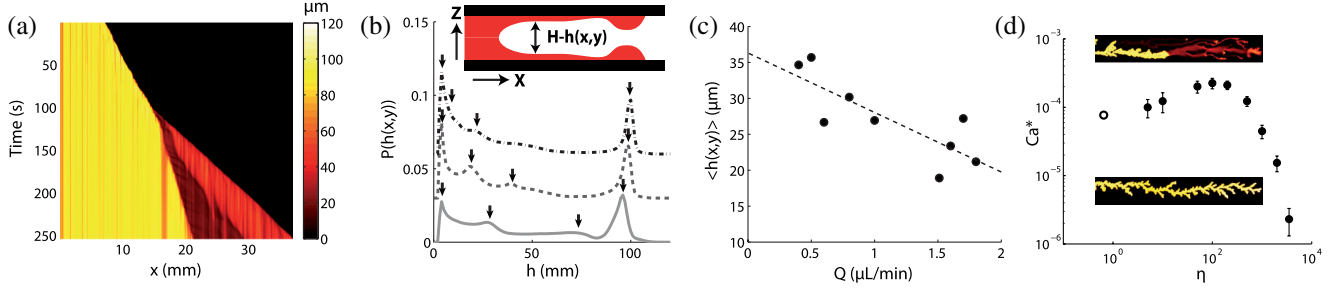 (a)
μm
120
100
80
60
40
20
0
50
100
150
200
250
Time (s)
10
20
30
x (mm)
(b)
Z
X
H-h(x,y)
0.15
0.1
0.05
0
P(h(x,y))
0
50
100
h (mm)
(c)
40
35
30
25
20
15
10
<h(x,y)> (μm)
0
0.5
1
1.5
2
Q (μL/min)
(d)
10⁻³
10⁻⁴
10⁻⁵
10⁻⁶
Ca*
10⁰
10²
10⁴
η